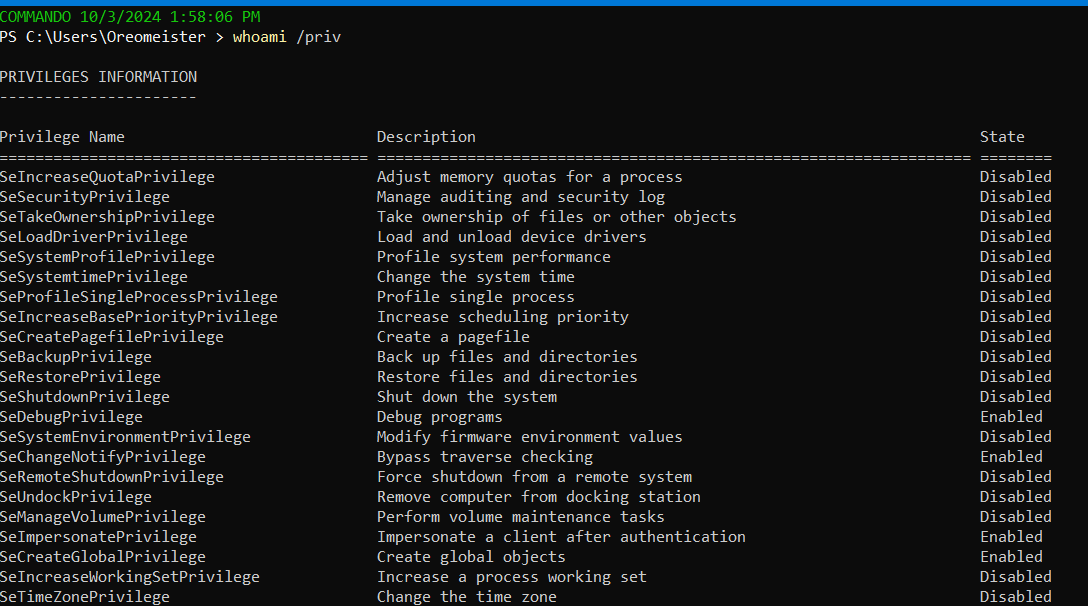 COMMANDO 10/3/2024 1:58:06 PM
PS C:\Users\Oreomeister > whoami /priv
PRIVILEGES INFORMATION
----------------------
Privilege Name Description State
========================================= ================================================================== ========
SeIncreaseQuotaPrivilege Adjust memory quotas for a process Disabled
SeSecurityPrivilege Manage auditing and security log Disabled
SeTakeOwnershipPrivilege Take ownership of files or other objects Disabled
SeLoadDriverPrivilege Load and unload device drivers Disabled
SeSystemProfilePrivilege Profile system performance Disabled
SeSystemtimePrivilege Change the system time Disabled
SeProfileSingleProcessPrivilege Profile single process Disabled
SeIncreaseBasePriorityPrivilege Increase scheduling priority Disabled
SeCreatePagefilePrivilege Create a pagefile Disabled
SeBackupPrivilege Back up files and directories Disabled
SeRestorePrivilege Restore files and directories Disabled
SeShutdownPrivilege Shut down the system Disabled
SeDebugPrivilege Debug programs Enabled
SeSystemEnvironmentPrivilege Modify firmware environment values Disabled
SeChangeNotifyPrivilege Bypass traverse checking Enabled
SeRemoteShutdownPrivilege Force shutdown from a remote system Disabled
SeUndockPrivilege Remove computer from docking station Disabled
SeManageVolumePrivilege Perform volume maintenance tasks Disabled
SeImpersonatePrivilege Impersonate a client after authentication Enabled
SeCreateGlobalPrivilege Create global objects Enabled
SeIncreaseWorkingSetPrivilege Increase a process working set Disabled
SeTimeZonePrivilege Change the time zone Disabled